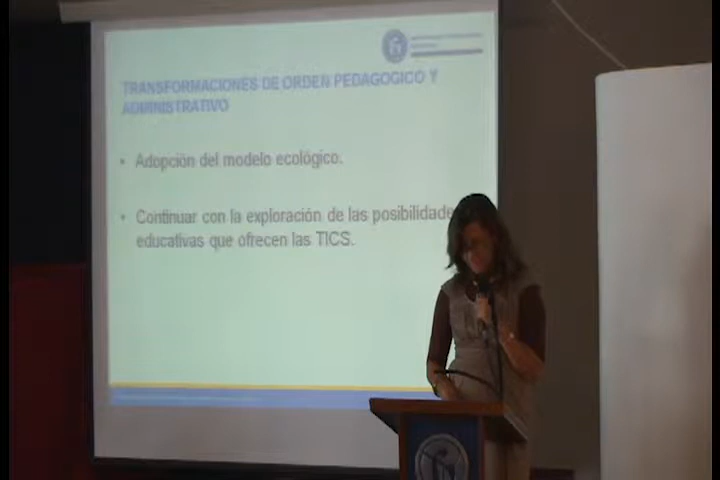 TRANSFORMACIONES DE ORDEN PEDAGOGICO Y
ADMINISTRATIVO
• Adopción del modelo ecológico.
• Continuar con la exploración de las posibilidade
educativas que ofrecen las TICS.